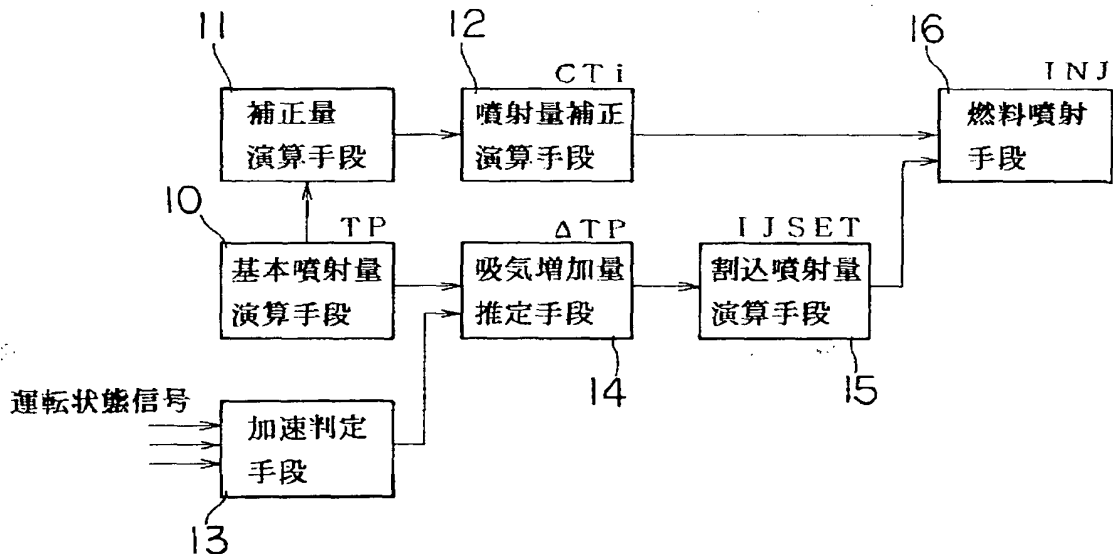 11
補正量
演算手段
12
CTi
噴射量補正
演算手段
16
INJ
燃料噴射
手段
10
TP
基本噴射量
演算手段
ΔTP
吸気増加量
推定手段
14
IJSET
割込噴射量
演算手段
15
運転状態信号
加速判定
手段
13